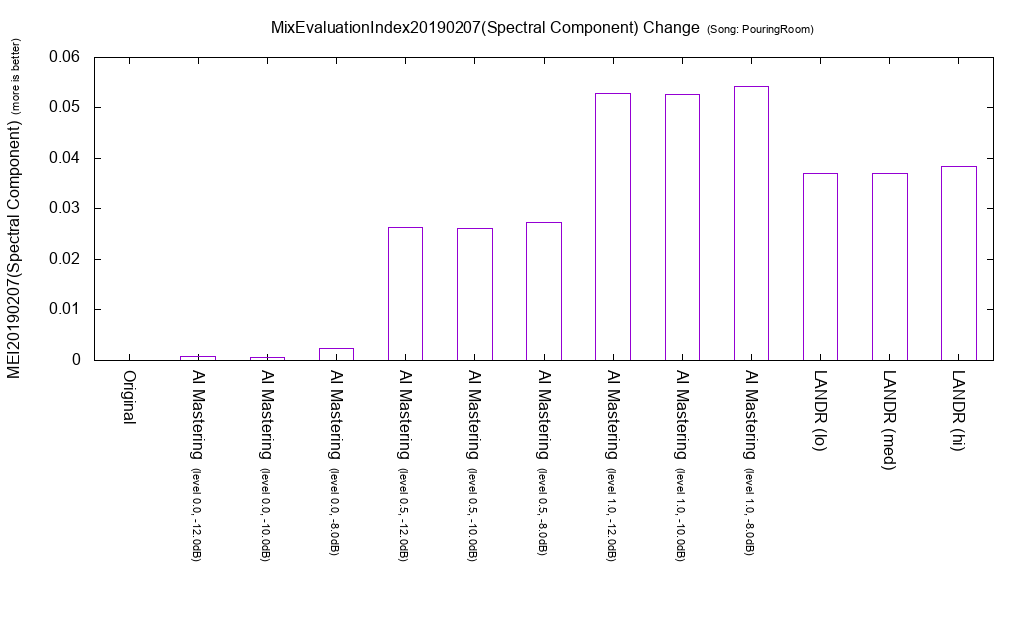 MixEvaluationIndex20190207(Spectral Component) Change (Song: PouringRoom)
MEI20190207(Spectral Component) (more is better)
0.06
0.05
0.04
0.03
0.02
0.01
0
Original
AI Mastering (level 0.0, -12.0dB)
AI Mastering (level 0.0, -10.0dB)
AI Mastering (level 0.0, -8.0dB)
AI Mastering (level 0.5, -12.0dB)
AI Mastering (level 0.5, -10.0dB)
AI Mastering (level 0.5, -8.0dB)
AI Mastering (level 1.0, -12.0dB)
AI Mastering (level 1.0, -10.0dB)
AI Mastering (level 1.0, -8.0dB)
LANDR (lo)
LANDR (med)
LANDR (hi)